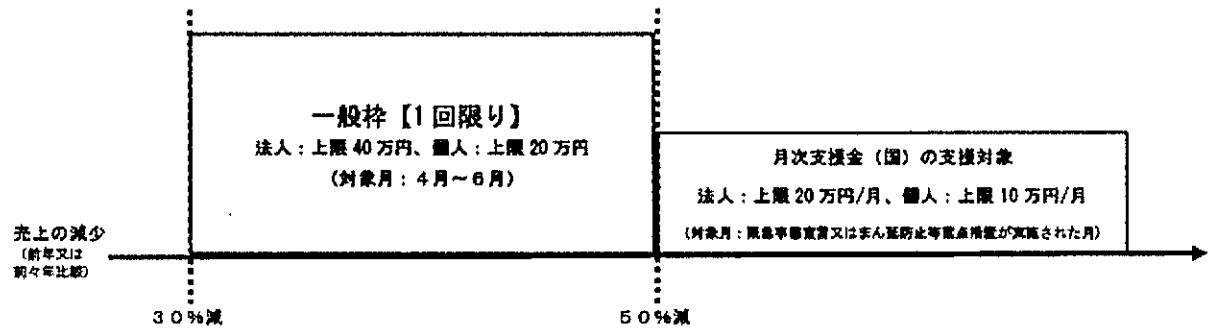 一般枠【1回限り】
法人：上限40万円、個人：上限20万円
（対象月：４月～６月）
月次支援金（国）の支援対象
法人：上限20万円/月、個人：上限10万円/月
（対象月：緊急事態宣言又はまん延防止等重点措置が実施された月）
売上の減少
（前年又は
前々年比較）
３０％減
５０％減